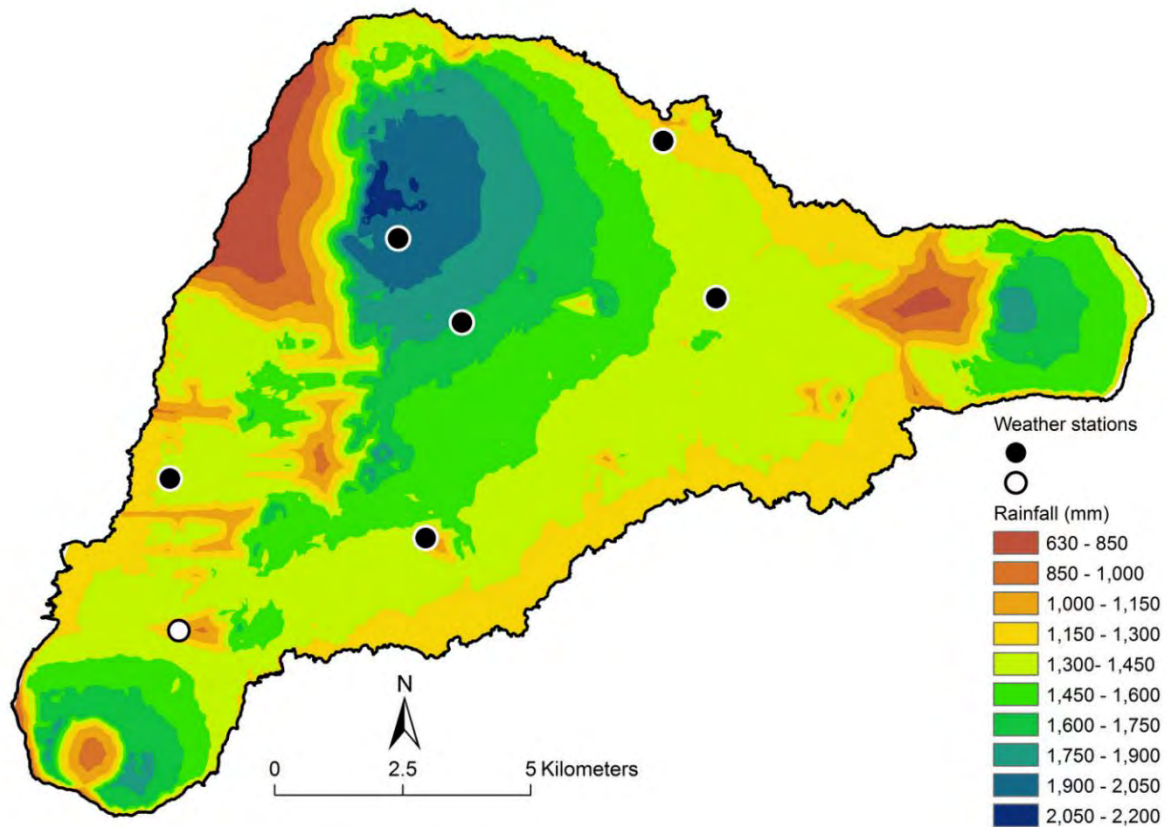 N
0 2.5 5 Kilometers
Weather stations
Rainfall (mm)
630 - 850
850 - 1,000
1,000 - 1,150
1,150 - 1,300
1,300- 1,450
1,450 - 1,600
1,600 - 1,750
1,750 - 1,900
1,900 - 2,050
2,050 - 2,200